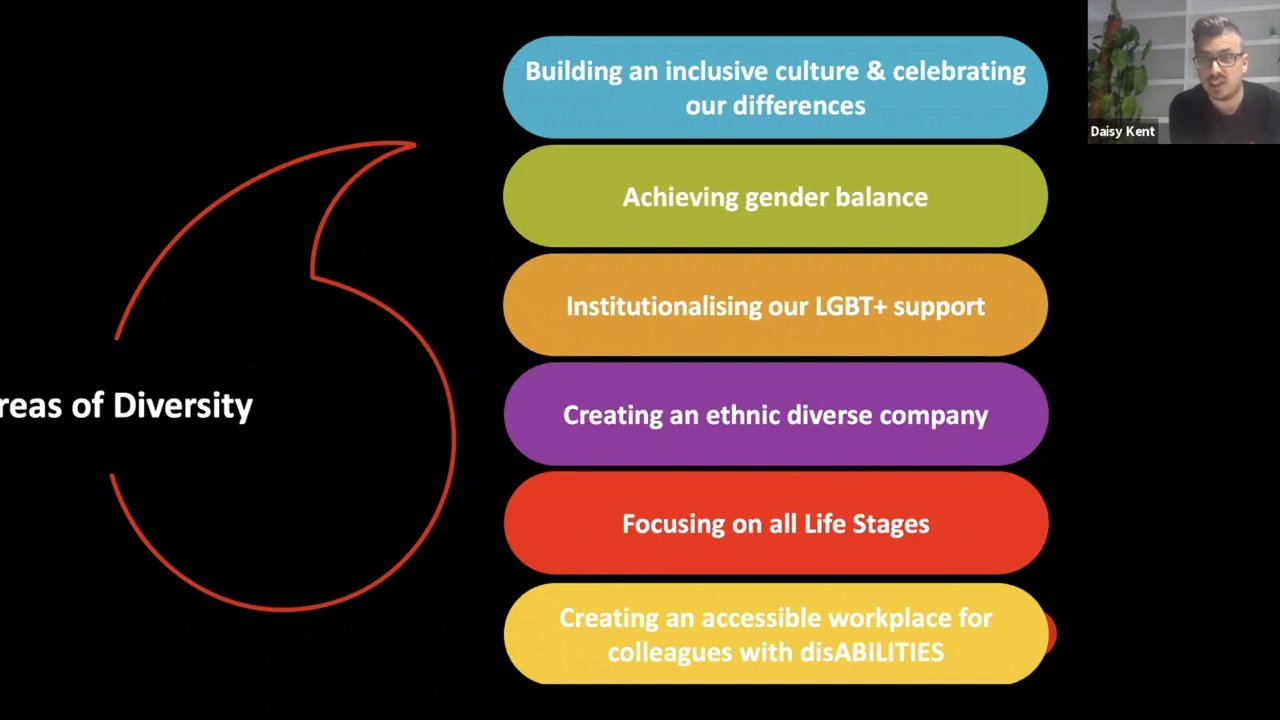 Building an inclusive culture & celebrating
our differences
Daisy Kent
Achieving gender balance
Institutionalising our LGBT+ support
reas of Diversity
Creating an ethnic diverse company
Focusing on all Life Stages
Creating an accessible workplace for
colleagues with disABILITIES